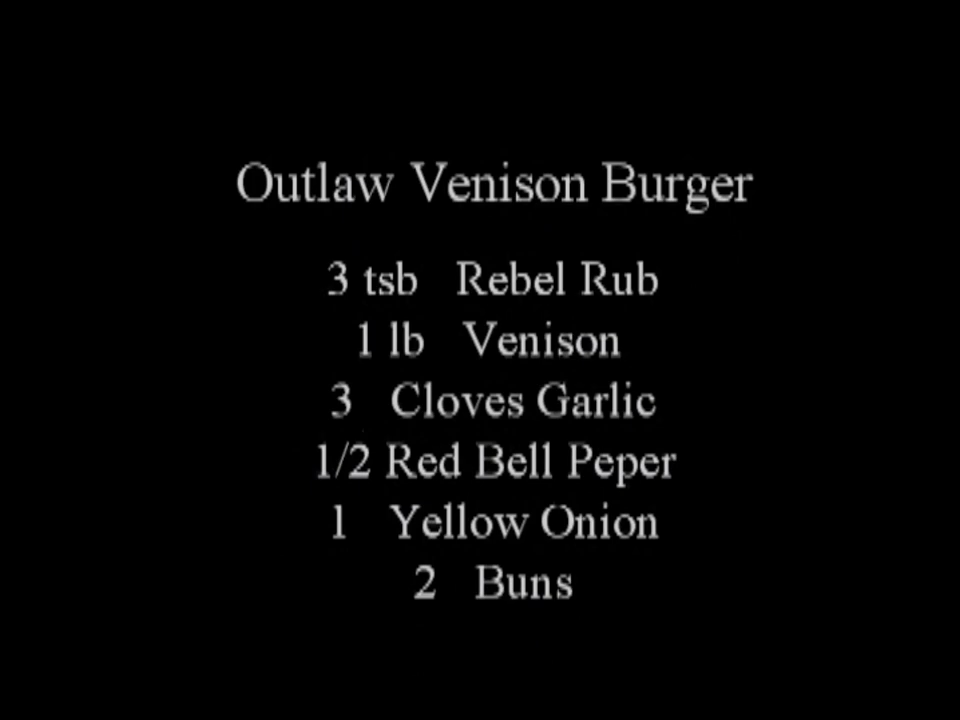 Outlaw Venison Burger
3 tsb Rebel Rub
1 lb Venison
3 Cloves Garlic
1/2 Red Bell Peper
1 Yellow Onion
2 Buns